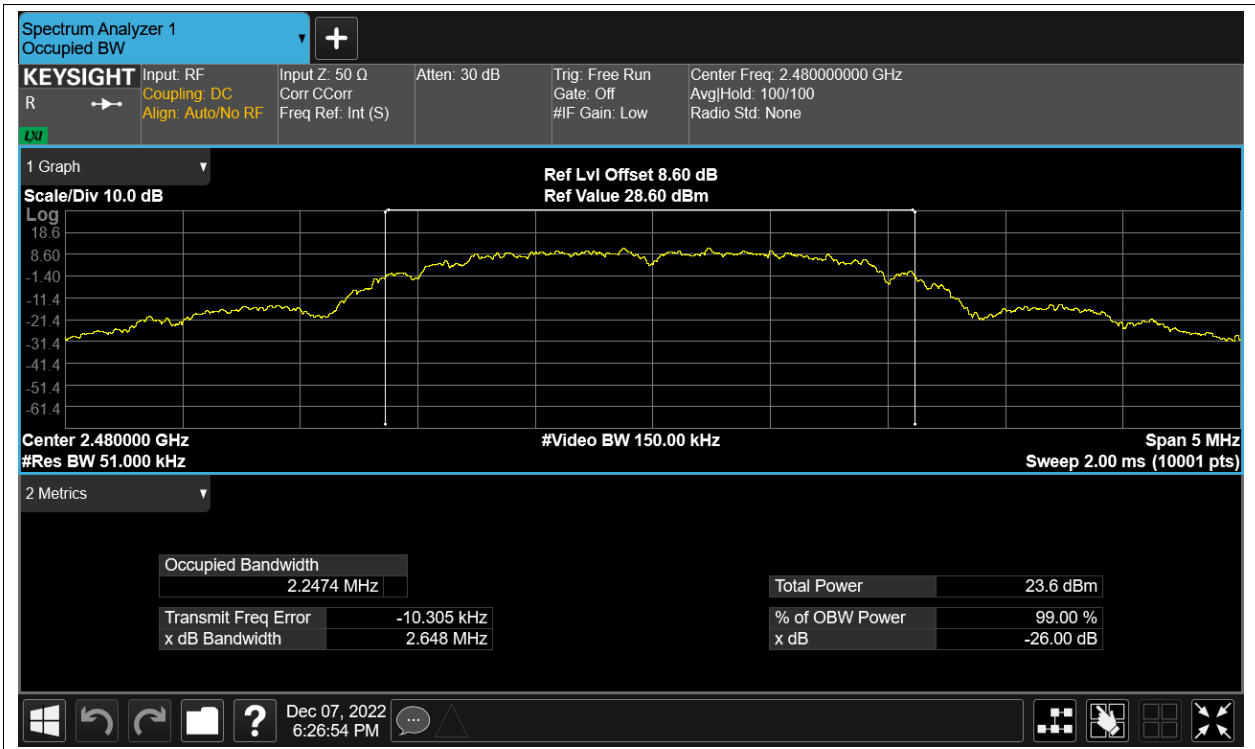 Spectrum Analyzer 1
Occupied BW
KEYSIGHT
R
LXI
Input: RF
Coupling: DC
Align: Auto/No RF
Input Z: 50 Ω
Corr CCorr
Freq Ref: Int (S)
Atten: 30 dB
Trig: Free Run
Gate: Off
#IF Gain: Low
Center Freq: 2.480000000 GHz
Avg|Hold: 100/100
Radio Std: None
1 Graph
Scale/Div 10.0 dB
Ref Lvl Offset 8.60 dB
Ref Value 28.60 dBm
Log
18.6
8.60
-1.40
-11.4
-21.4
-31.4
-41.4
-51.4
-61.4
Center 2.480000 GHz
#Res BW 51.000 kHz
#Video BW 150.00 kHz
Span 5 MHz
Sweep 2.00 ms (10001 pts)
2 Metrics
Occupied Bandwidth
2.2474 MHz
Total Power 23.6 dBm
Transmit Freq Error -10.305 kHz
% of OBW Power 99.00 %
x dB Bandwidth 2.648 MHz
x dB -26.00 dB
?
Dec 07, 2022
6:26:54 PM